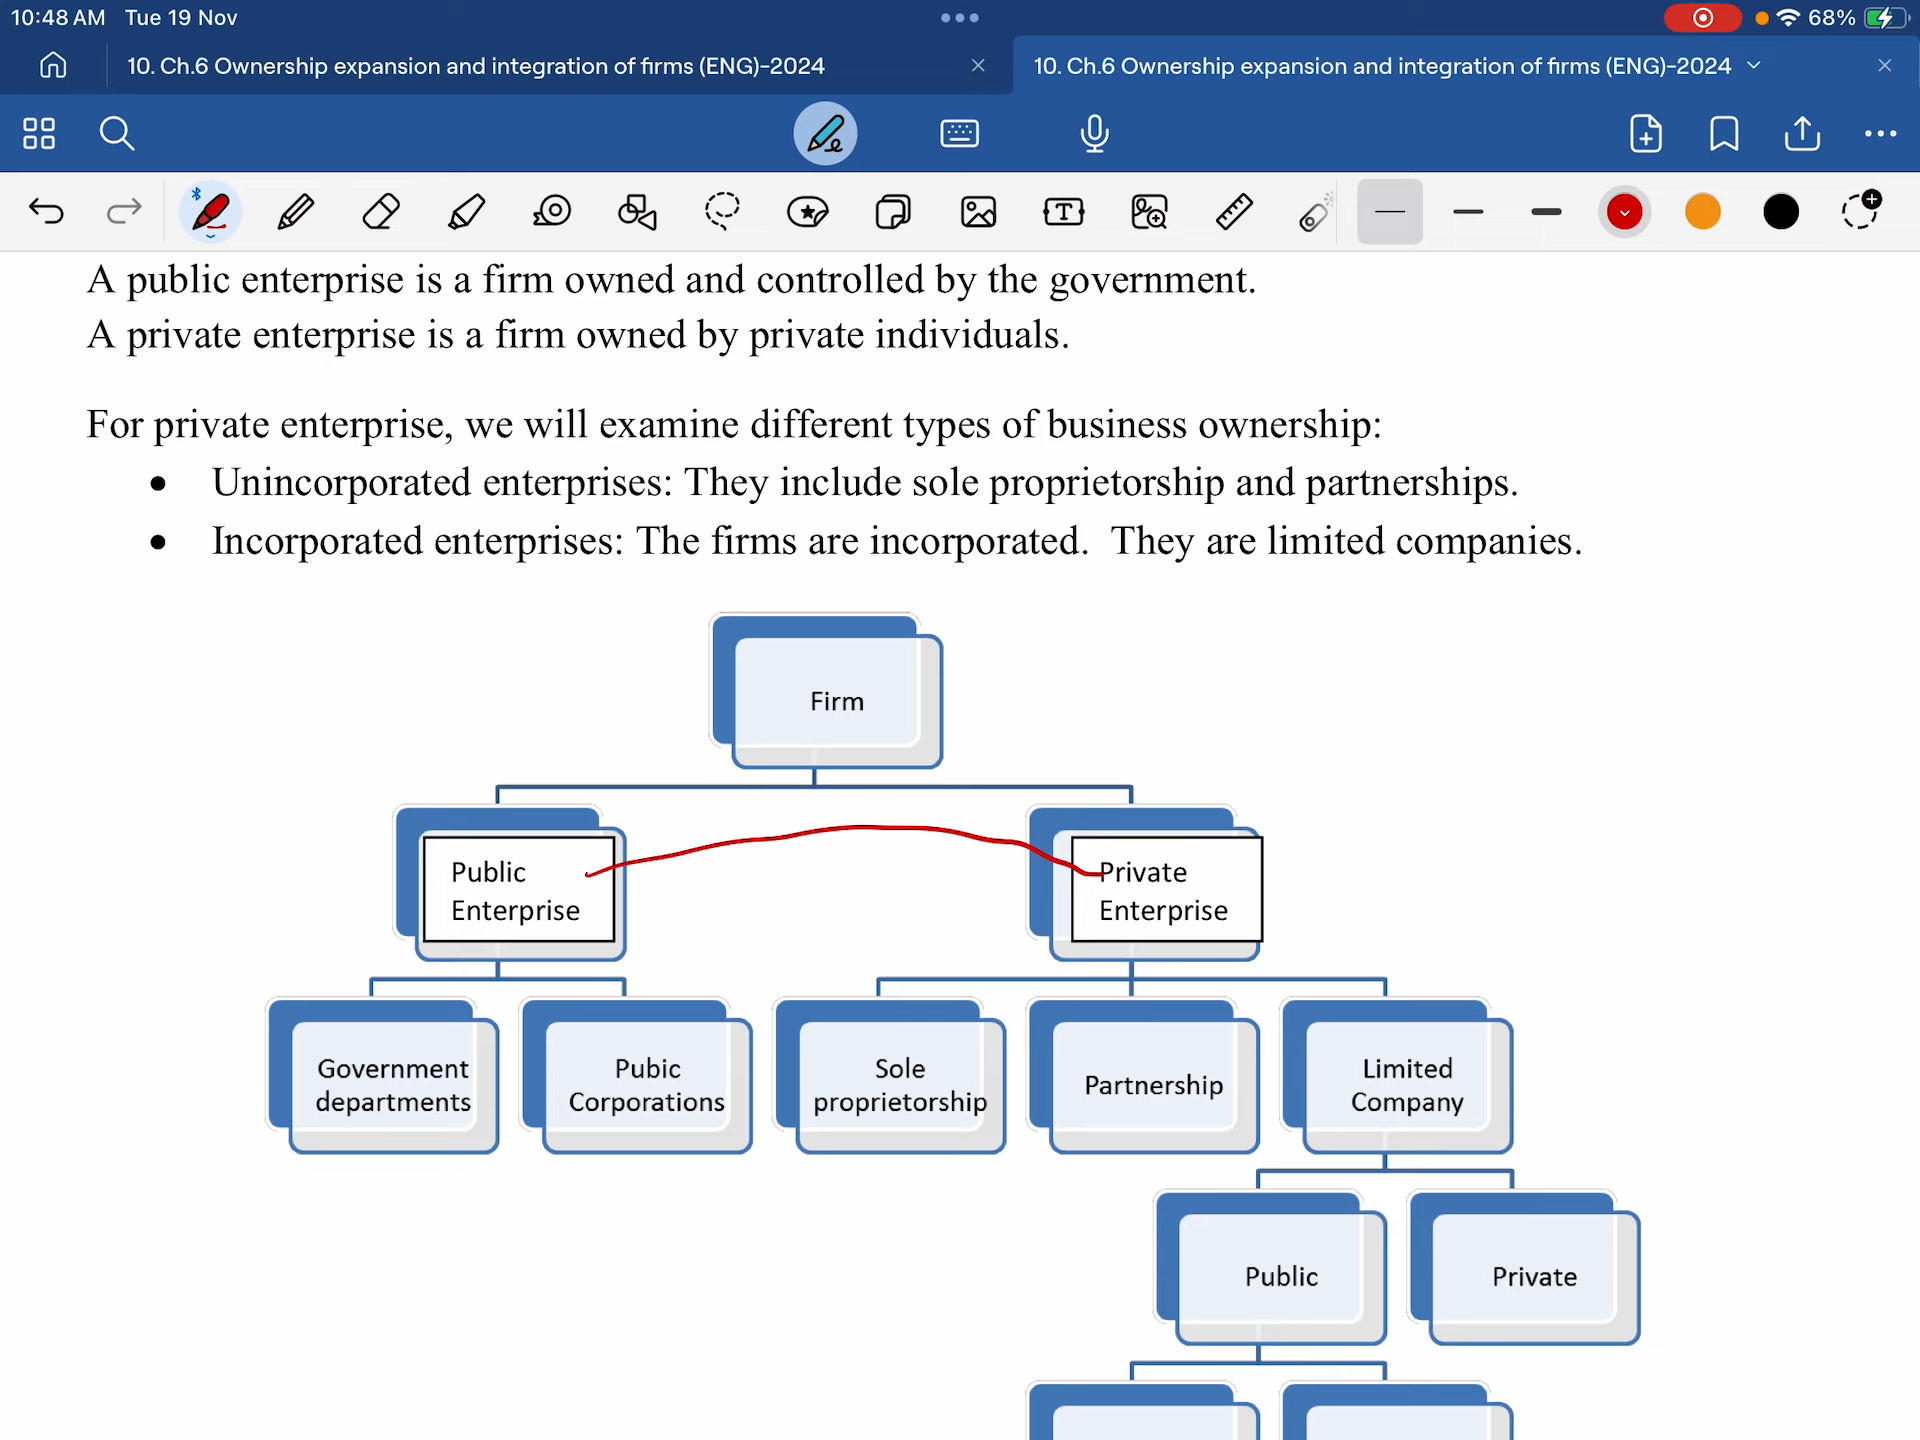 10:48 AM Tue 19 Nov
68%
10. Ch.6 Ownership expansion and integration of firms (ENG)-2024
10. Ch.6 Ownership expansion and integration of firms (ENG)-2024
A public enterprise is a firm owned and controlled by the government.
A private enterprise is a firm owned by private individuals.
For private enterprise, we will examine different types of business ownership:
• Unincorporated enterprises: They include sole proprietorship and partnerships.
• Incorporated enterprises: The firms are incorporated.  They are limited companies.
Firm
Public
Enterprise
Private
Enterprise
Government
departments
Pubic
Corporations
Sole
proprietorship
Partnership
Limited
Company
Public
Private